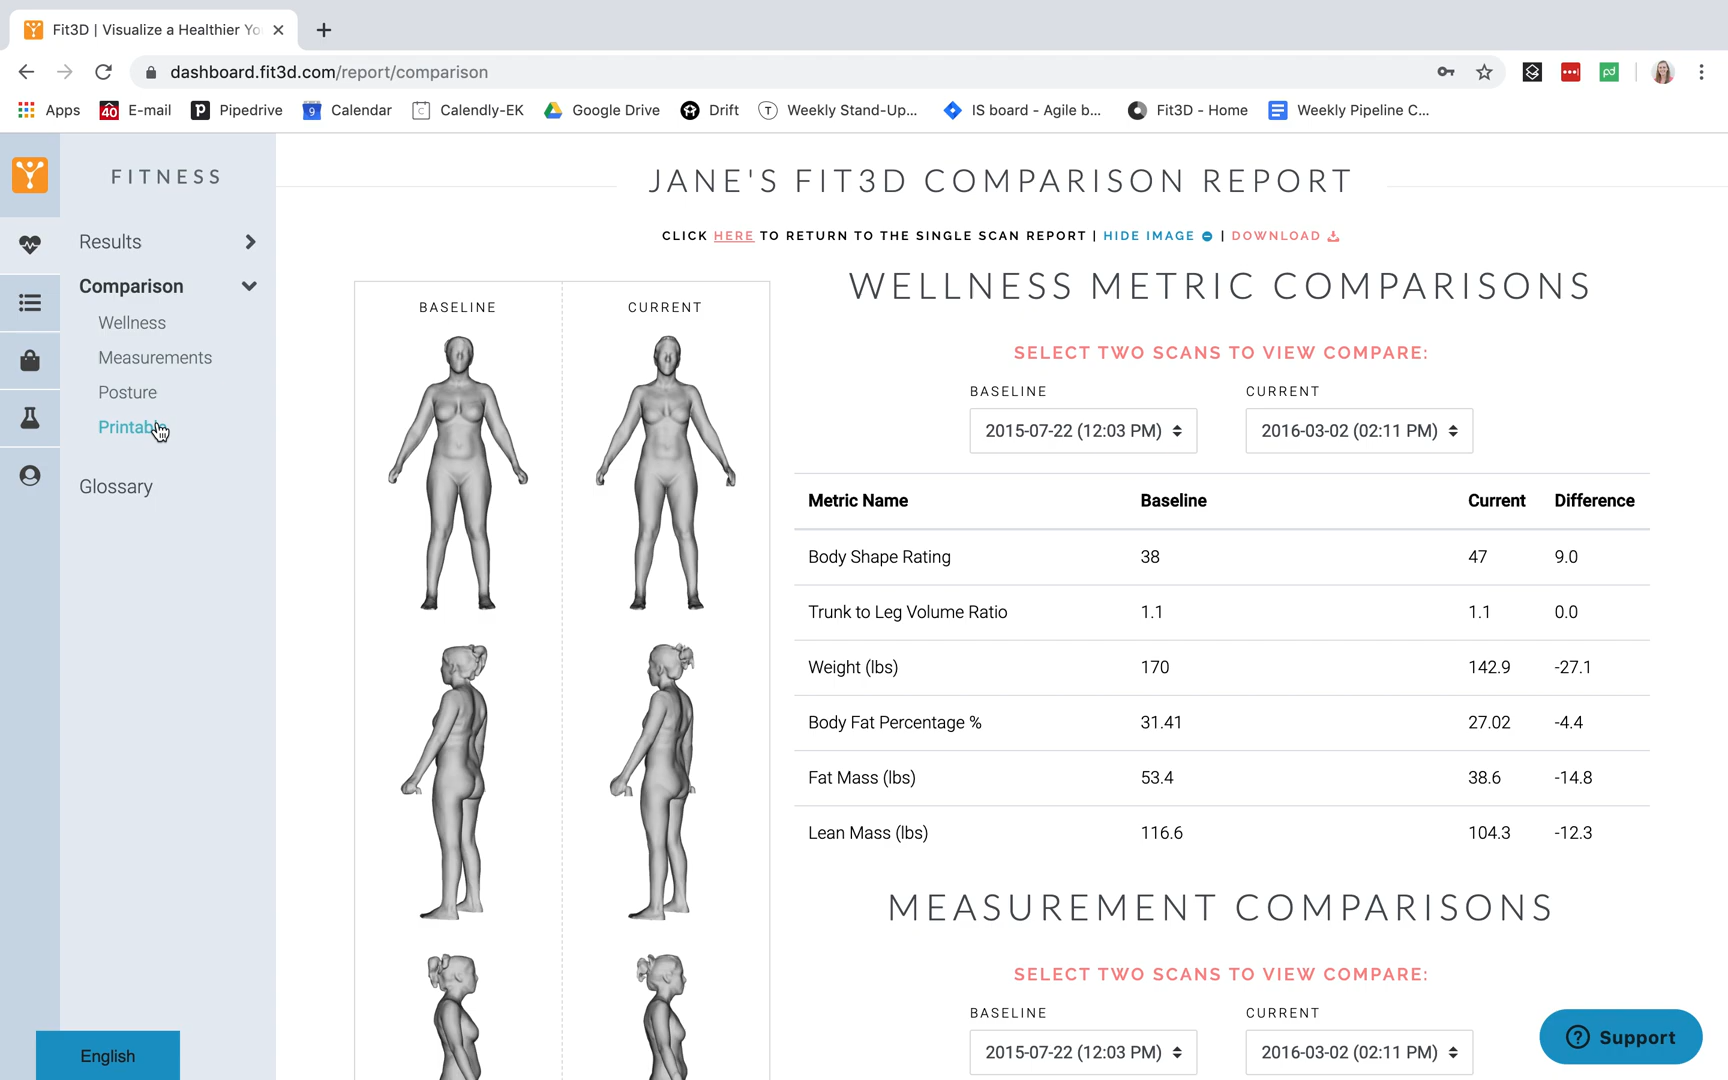 Fit3D | Visualize a Healthier Yo
dashboard.fit3d.com/report/comparison
Apps
40
E-mail
Pipedrive
Calendar
Calendly-EK
Google Drive
Drift
Weekly Stand-Up...
IS board - Agile b...
Fit3D - Home
Weekly Pipeline C...
FITNESS
Results
Comparison
Wellness
Measurements
Posture
Printable
Glossary
English
JANE'S FIT3D COMPARISON REPORT
CLICK HERE TO RETURN TO THE SINGLE SCAN REPORT | HIDE IMAGE | DOWNLOAD
BASELINE CURRENT
WELLNESS METRIC COMPARISONS
SELECT TWO SCANS TO VIEW COMPARE:
BASELINE CURRENT
2015-07-22 (12:03 PM) 2016-03-02 (02:11 PM)
Metric Name Baseline Current Difference
Body Shape Rating 38 47 9.0
Trunk to Leg Volume Ratio 1.1 1.1 0.0
Weight (lbs) 170 142.9 -27.1
Body Fat Percentage % 31.41 27.02 -4.4
Fat Mass (lbs) 53.4 38.6 -14.8
Lean Mass (lbs) 116.6 104.3 -12.3
MEASUREMENT COMPARISONS
SELECT TWO SCANS TO VIEW COMPARE:
BASELINE CURRENT
2015-07-22 (12:03 PM) 2016-03-02 (02:11 PM)
Support